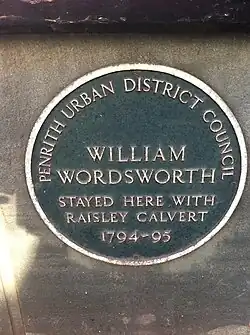 PENRITH URBAN DISTRICT COUNCIL
WILLIAM
WORDSWORTH
STAYED HERE WITH
RAISLEY CALVERT
1794-95